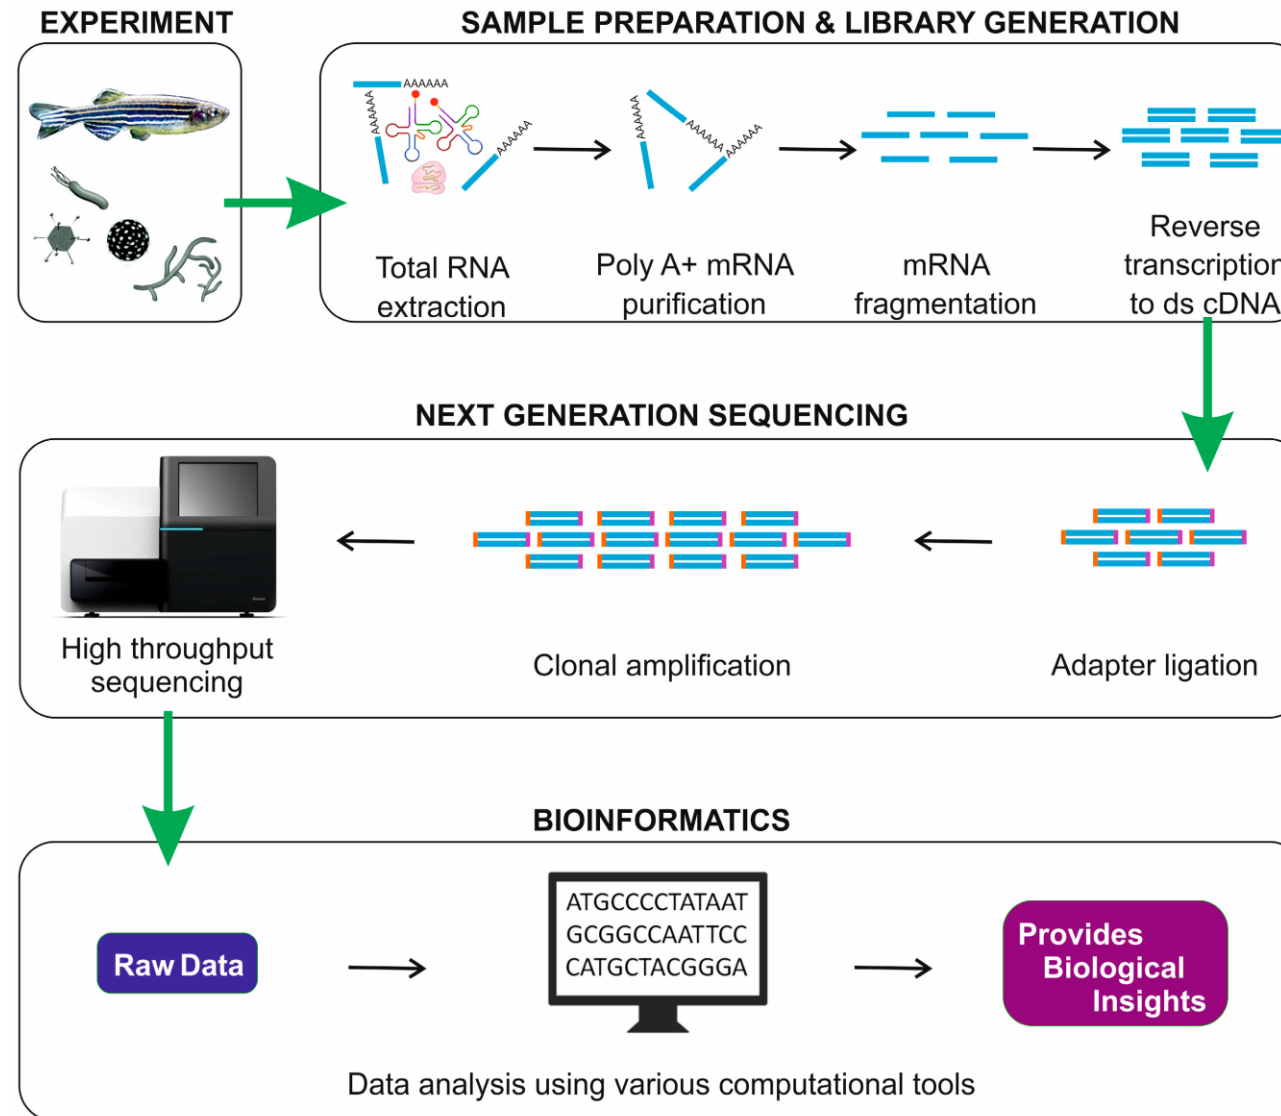 EXPERIMENT
SAMPLE PREPARATION & LIBRARY GENERATION
AAAAAA
AAAAAA
AAAAAA
AAAAAA
AAAAAA
AAAAAA
Total RNA
extraction
Poly A+ mRNA
purification
mRNA
fragmentation
Reverse
transcription
to ds cDNA
NEXT GENERATION SEQUENCING
High throughput
sequencing
Clonal amplification
Adapter ligation
BIOINFORMATICS
Raw Data
ATGCCCCTATAAT
GCGGCCAATTCC
CATGCTACGGGA
Provides
Biological
Insights
Data analysis using various computational tools